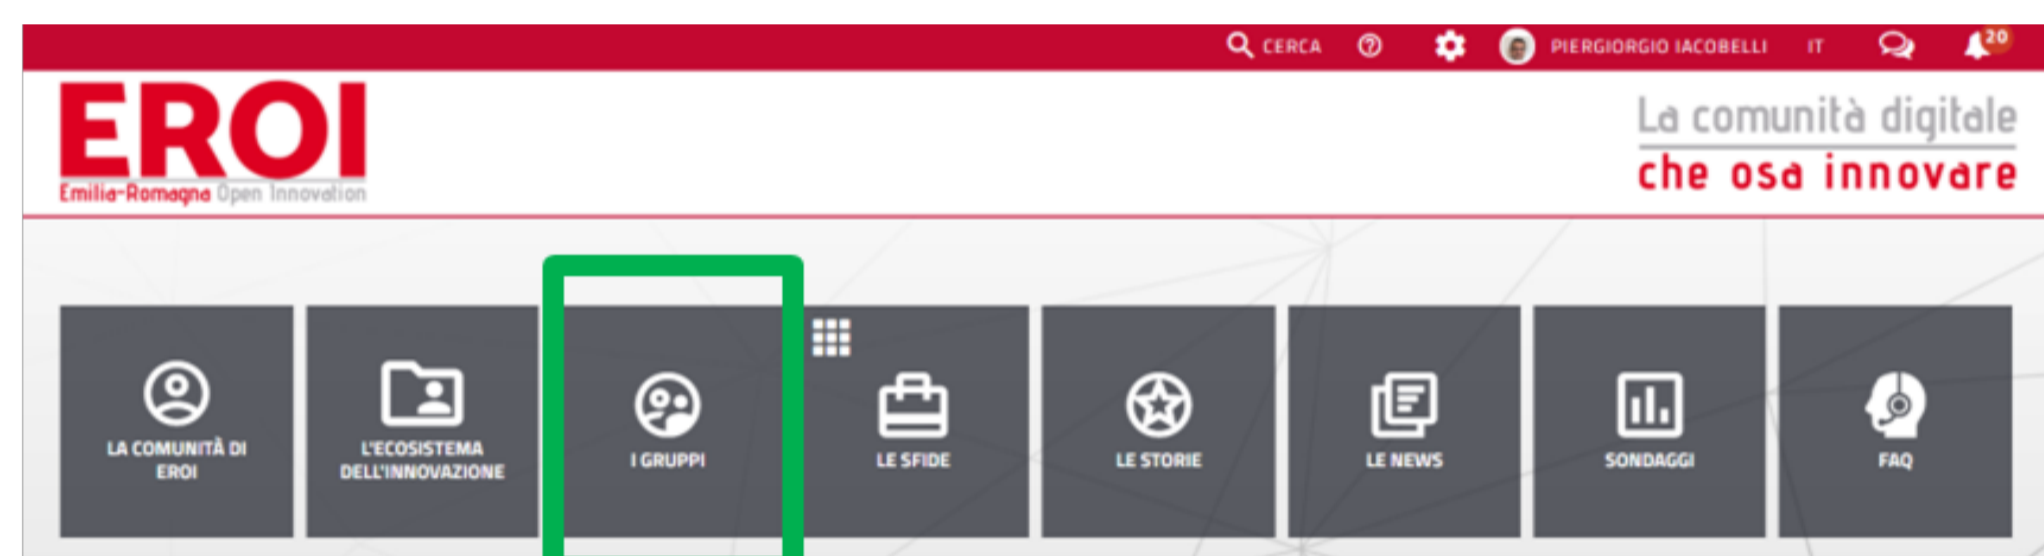 CERCA PIERGIORGIO IACOBELLI IT 20
EROI
Emilia-Romagna Open Innovation
La comunità digitale
che osa innovare
LA COMUNITÀ DI
EROI
L'ECOSISTEMA
DELL'INNOVAZIONE
I GRUPPI
LE SFIDE
LE STORIE
LE NEWS
SONDAGGI
FAQ